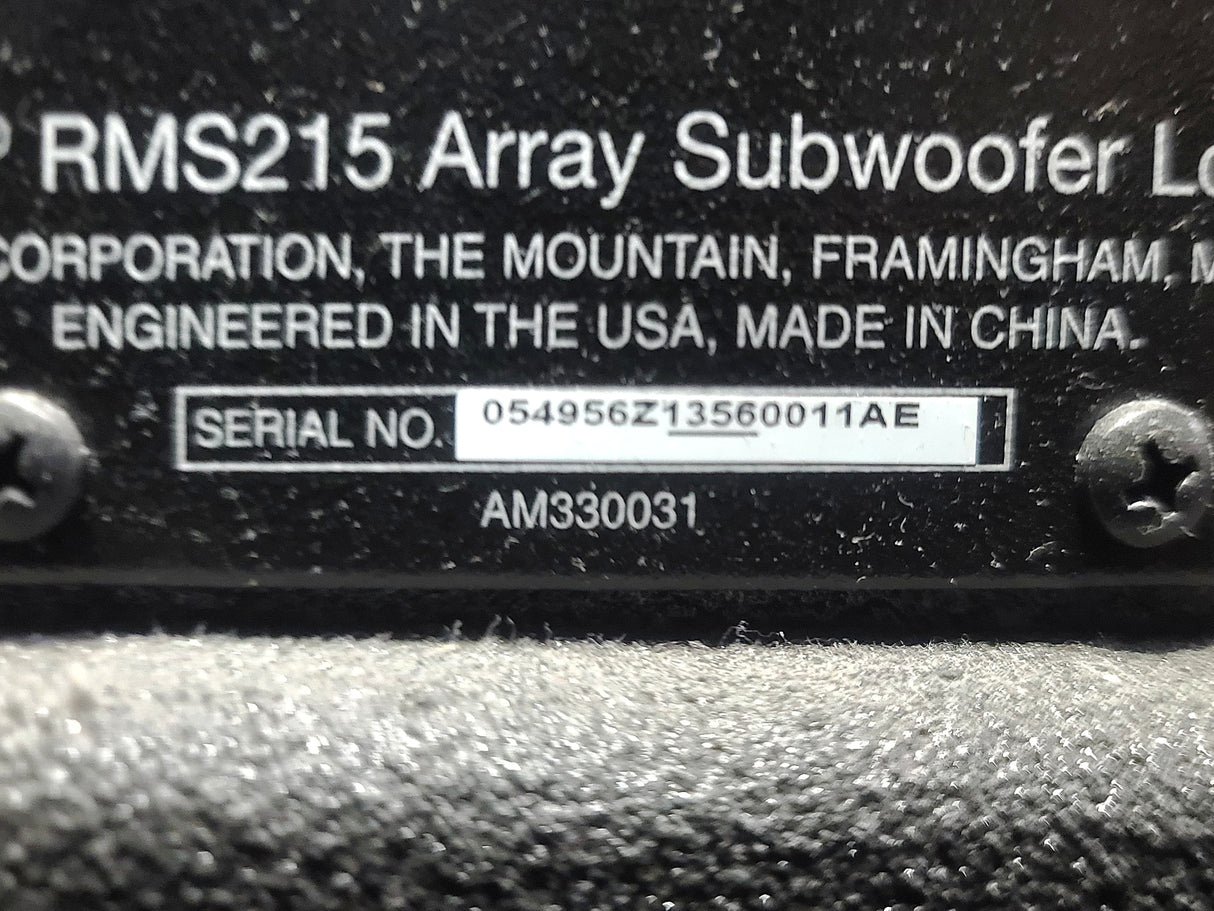 RMS215 Array Subwoofer
CORPORATION, THE MOUNTAIN, FRAMINGHAM,
ENGINEERED IN THE USA, MADE IN CHINA.
SERIAL NO. 054956Z13560011AE
AM330031